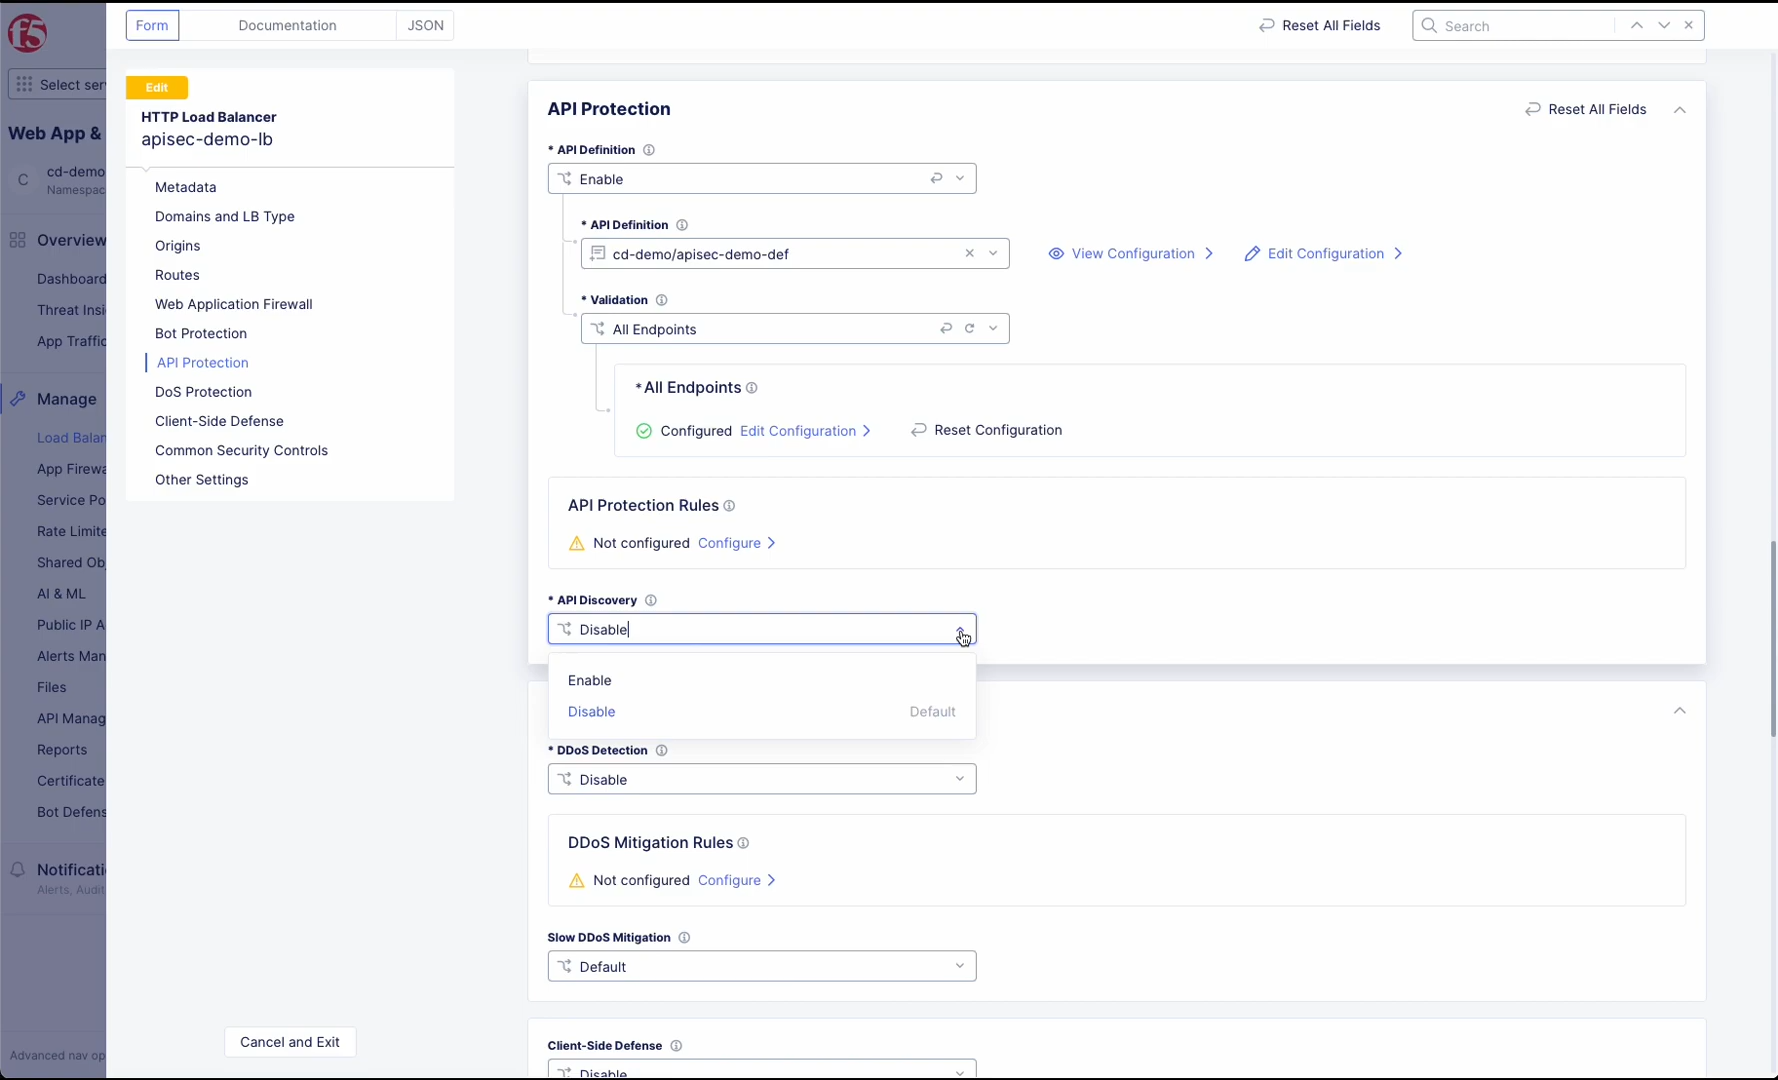 f5
Form
Documentation
JSON
Reset All Fields
Search
Select ser
Web App &
C
cd-demo
Namespac
Overview
Dashboard
Threat Insi
App Traffic
Manage
Load Balan
App Firewa
Service Po
Rate Limite
Shared Obj
AI & ML
Public IP A
Alerts Man
Files
API Manag
Reports
Certificate
Bot Defens
Notificati
Alerts, Audit
Advanced nav op
Edit
HTTP Load Balancer
apisec-demo-lb
Metadata
Domains and LB Type
Origins
Routes
Web Application Firewall
Bot Protection
API Protection
DoS Protection
Client-Side Defense
Common Security Controls
Other Settings
Cancel and Exit
API Protection
Reset All Fields
* API Definition
Enable
* API Definition
cd-demo/apisec-demo-def
View Configuration
Edit Configuration
* Validation
All Endpoints
* All Endpoints
Configured Edit Configuration
Reset Configuration
API Protection Rules
Not configured Configure
* API Discovery
Disable
Enable
Disable Default
* DDoS Detection
Disable
DDoS Mitigation Rules
Not configured Configure
Slow DDoS Mitigation
Default
Client-Side Defense
Disable